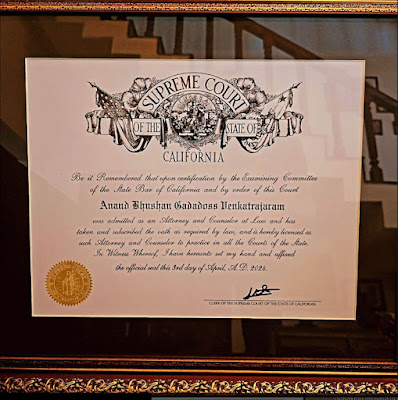 SUPREME COURT
OF THE STATE OF
CALIFORNIA
Be it Remembered that upon certification by the Examining Committee
of the State Bar of California and by order of this Court
Anand Bhushan Gadadoss Venkatrajaram
was admitted as an Attorney and Counselor at Law and has
taken and subscribed the oath as required by law, and is hereby licensed as
such Attorney and Counselor to practice in all the Courts of the State.
In Witness Whereof, I have hereunto set my hand and affixed
the official seal this 3rd day of April, A.D. 2024.
CLERK OF THE SUPREME COURT OF THE STATE OF CALIFORNIA